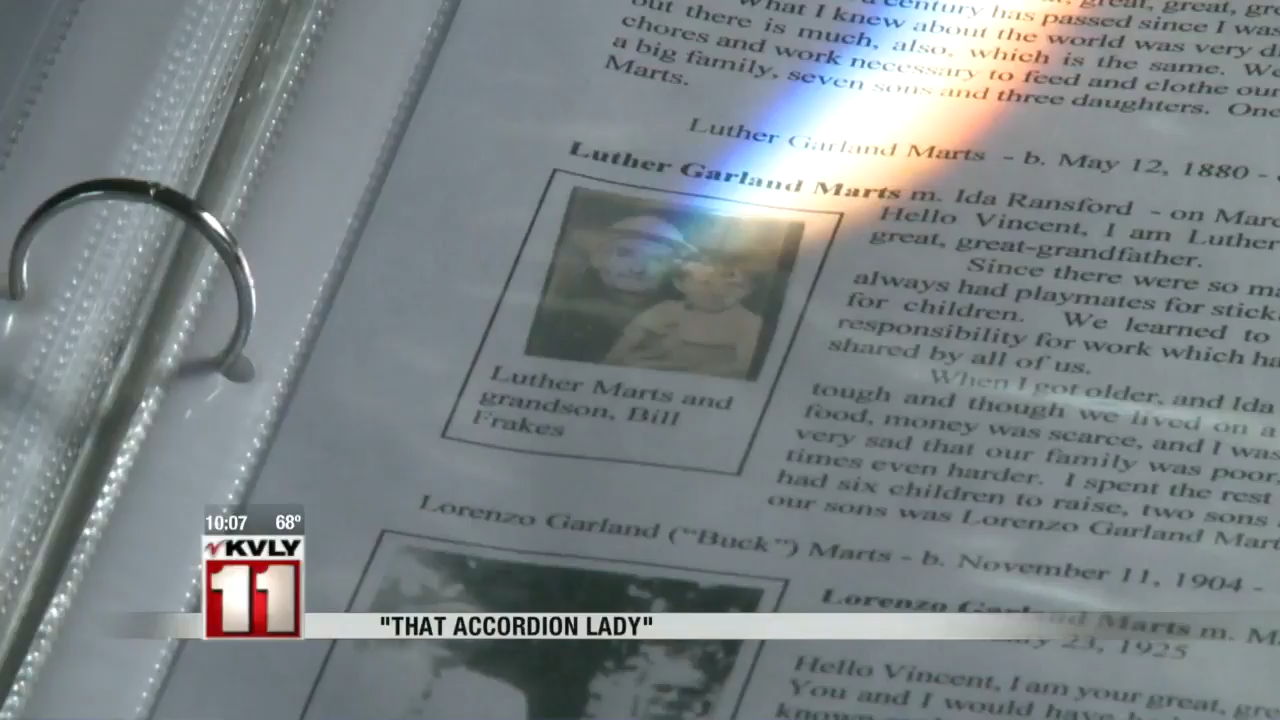 century has passed since I was
What I knew about the world was very
out there is much, also, which is the same. We
chores and work necessary to feed and clothe our
a big family, seven sons and three daughters. One
Marts.
Luther Garland Marts - b. May 12, 1880 -
Luther Garland Marts m. Ida Ransford - on
Hello Vincent, I am Luther
great, great-grandfather.
Since there were so
always had playmates for
for children. We learned to
responsibility for work which
shared by all of us.
When I got older, and Ida
tough and though we lived on a
food, money was scarce, and I was
very sad that our family was poor,
times even harder. I spent the rest
had six children to raise, two sons
our sons was Lorenzo Garland
Luther Marts and
grandson, Bill
Frakes
Lorenzo Garland ("Buck") Marts - b. November 11, 1904 -
Lorenzo Garland Marts m.
23, 1925
Hello Vincent, I am your great,
You and I would have
10:07 68º
KVLY
11
"THAT ACCORDION LADY"